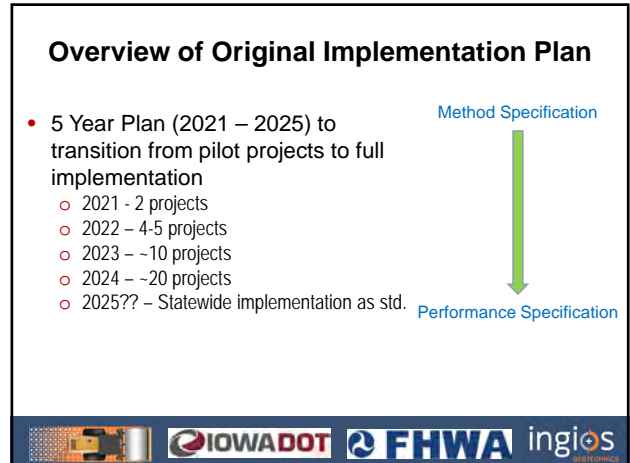 Overview of Original Implementation Plan
• 5 Year Plan (2021 – 2025) to
transition from pilot projects to full
implementation
o 2021 - 2 projects
o 2022 – 4-5 projects
o 2023 – ~10 projects
o 2024 – ~20 projects
o 2025?? – Statewide implementation as std.
Method Specification
Performance Specification
IOWADOT
FHWA
ingios
GEOTECHNICS